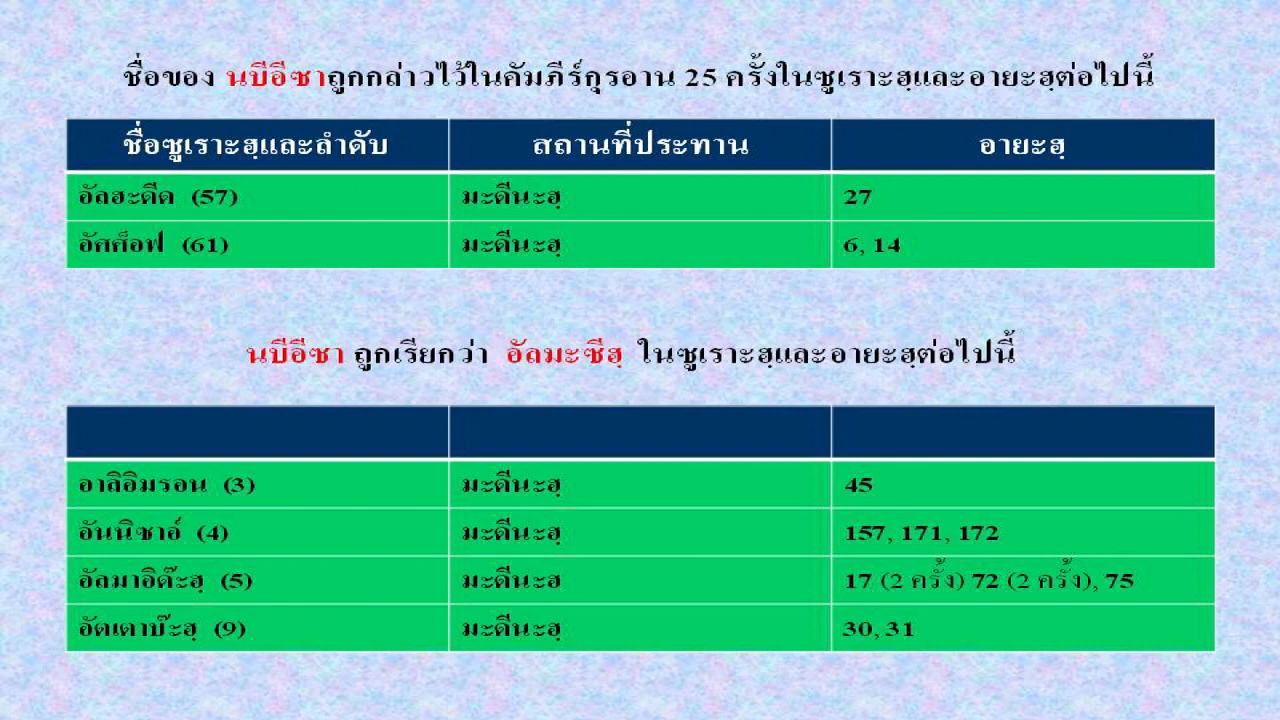 ชื่อของ นบีอีซาถูกกล่าวไว้ในคัมภีร์กุรอาน 25 ครั้งในซูเราะฮฺและอายะฮฺต่อไปนี้
ชื่อซูเราะฮฺและลำดับ สถานที่ประทาน อายะฮฺ
อัลฮะดีด (57) มะดีนะฮฺ 27
อัศศ็อฟ (61) มะดีนะฮฺ 6, 14
นบีอีซา ถูกเรียกว่า อัลมะซีฮฺ ในซูเราะฮฺและอายะฮฺต่อไปนี้
อาลิอิมรอน (3) มะดีนะฮฺ 45
อันนิซาอ์ (4) มะดีนะฮฺ 157, 171, 172
อัลมาอิด๊ะฮฺ (5) มะดีนะฮ 17 (2 ครั้ง) 72 (2 ครั้ง), 75
อัตเตาบ๊ะฮฺ (9) มะดีนะฮฺ 30, 31